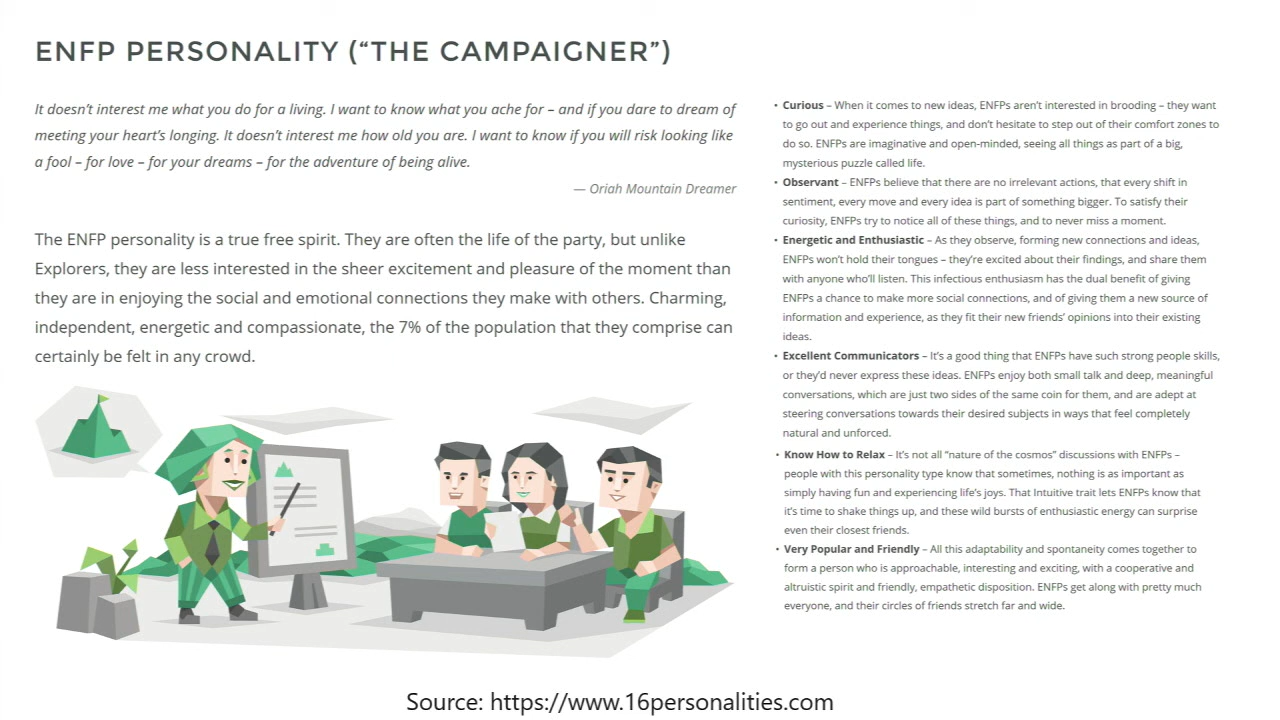 ENFP PERSONALITY (“THE CAMPAIGNER”)
It doesn’t interest me what you do for a living. I want to know what you ache for – and if you dare to dream of
meeting your heart’s longing. It doesn’t interest me how old you are. I want to know if you will risk looking like
a fool – for love – for your dreams – for the adventure of being alive.
— Oriah Mountain Dreamer
The ENFP personality is a true free spirit. They are often the life of the party, but unlike
Explorers, they are less interested in the sheer excitement and pleasure of the moment than
they are in enjoying the social and emotional connections they make with others. Charming,
independent, energetic and compassionate, the 7% of the population that they comprise can
certainly be felt in any crowd.
• Curious – When it comes to new ideas, ENFPs aren’t interested in brooding – they want
to go out and experience things, and don’t hesitate to step out of their comfort zones to
do so. ENFPs are imaginative and open-minded, seeing all things as part of a big,
mysterious puzzle called life.
• Observant – ENFPs believe that there are no irrelevant actions, that every shift in
sentiment, every move and every idea is part of something bigger. To satisfy their
curiosity, ENFPs try to notice all of these things, and to never miss a moment.
• Energetic and Enthusiastic – As they observe, forming new connections and ideas,
ENFPs won’t hold their tongues – they’re excited about their findings, and share them
with anyone who’ll listen. This infectious enthusiasm has the dual benefit of giving
ENFPs a chance to make more social connections, and of giving them a new source of
information and experience, as they fit their new friends’ opinions into their existing
ideas.
• Excellent Communicators – It’s a good thing that ENFPs have such strong people skills,
or they’d never express these ideas. ENFPs enjoy both small talk and deep, meaningful
conversations, which are just two sides of the same coin for them, and are adept at
steering conversations towards their desired subjects in ways that feel completely
natural and unforced.
• Know How to Relax – It’s not all “nature of the cosmos” discussions with ENFPs –
people with this personality type know that sometimes, nothing is as important as
simply having fun and experiencing life’s joys. That Intuitive trait lets ENFPs know that
it’s time to shake things up, and these wild bursts of enthusiastic energy can surprise
even their closest friends.
• Very Popular and Friendly – All this adaptability and spontaneity comes together to
form a person who is approachable, interesting and exciting, with a cooperative and
altruistic spirit and friendly, empathetic disposition. ENFPs get along with pretty much
everyone, and their circles of friends stretch far and wide.
Source: https://www.16personalities.com